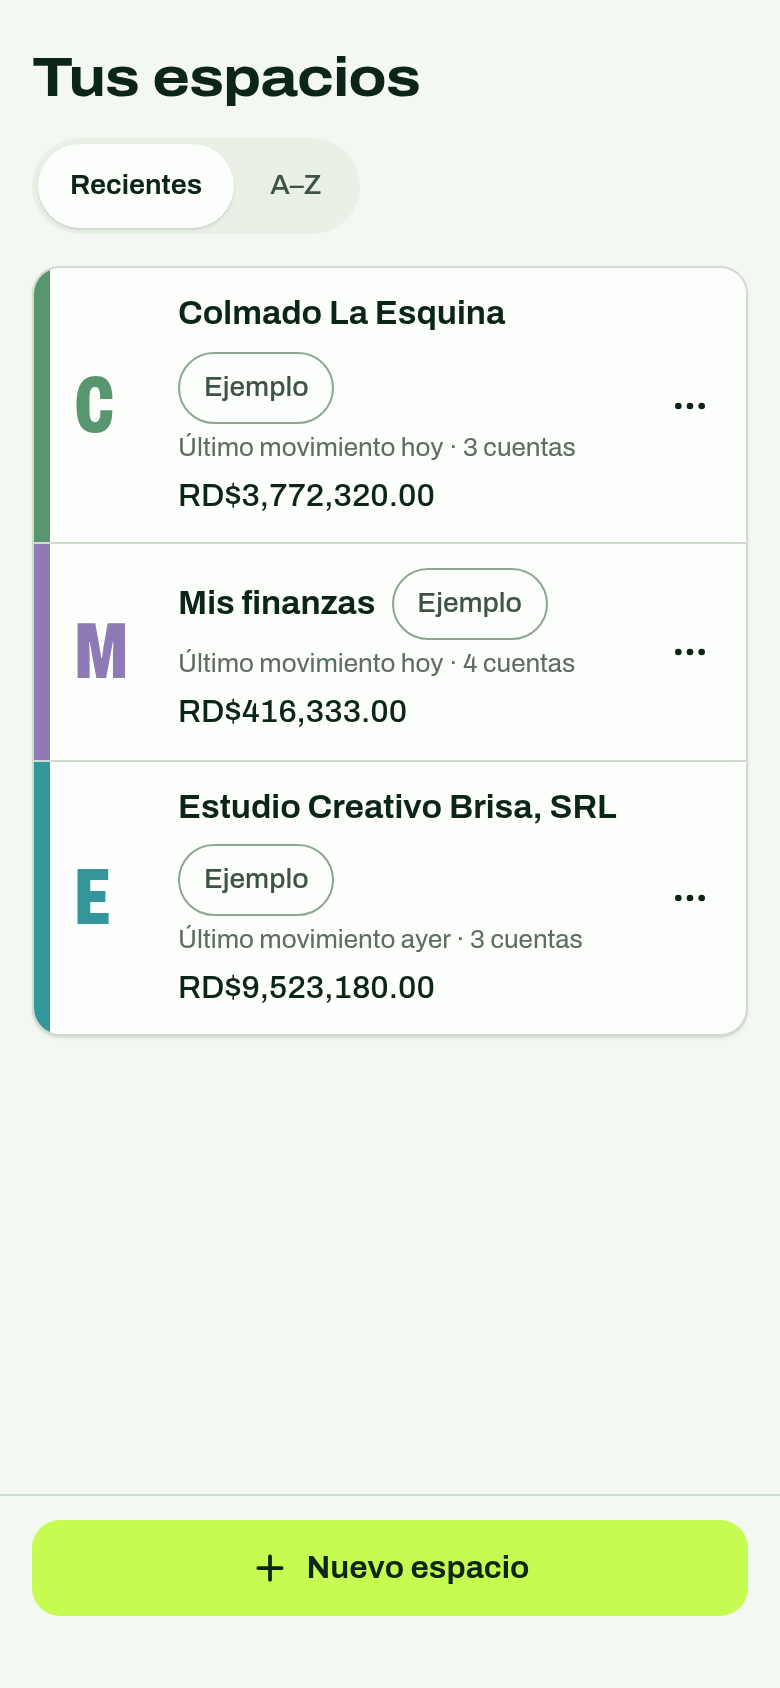 Tus espacios
Recientes
A–Z
Colmado La Esquina
C
Ejemplo
Último movimiento hoy · 3 cuentas
RD$3,772,320.00
Mis finanzas Ejemplo
M
Último movimiento hoy · 4 cuentas
RD$416,333.00
Estudio Creativo Brisa, SRL
E
Ejemplo
Último movimiento ayer · 3 cuentas
RD$9,523,180.00
Nuevo espacio